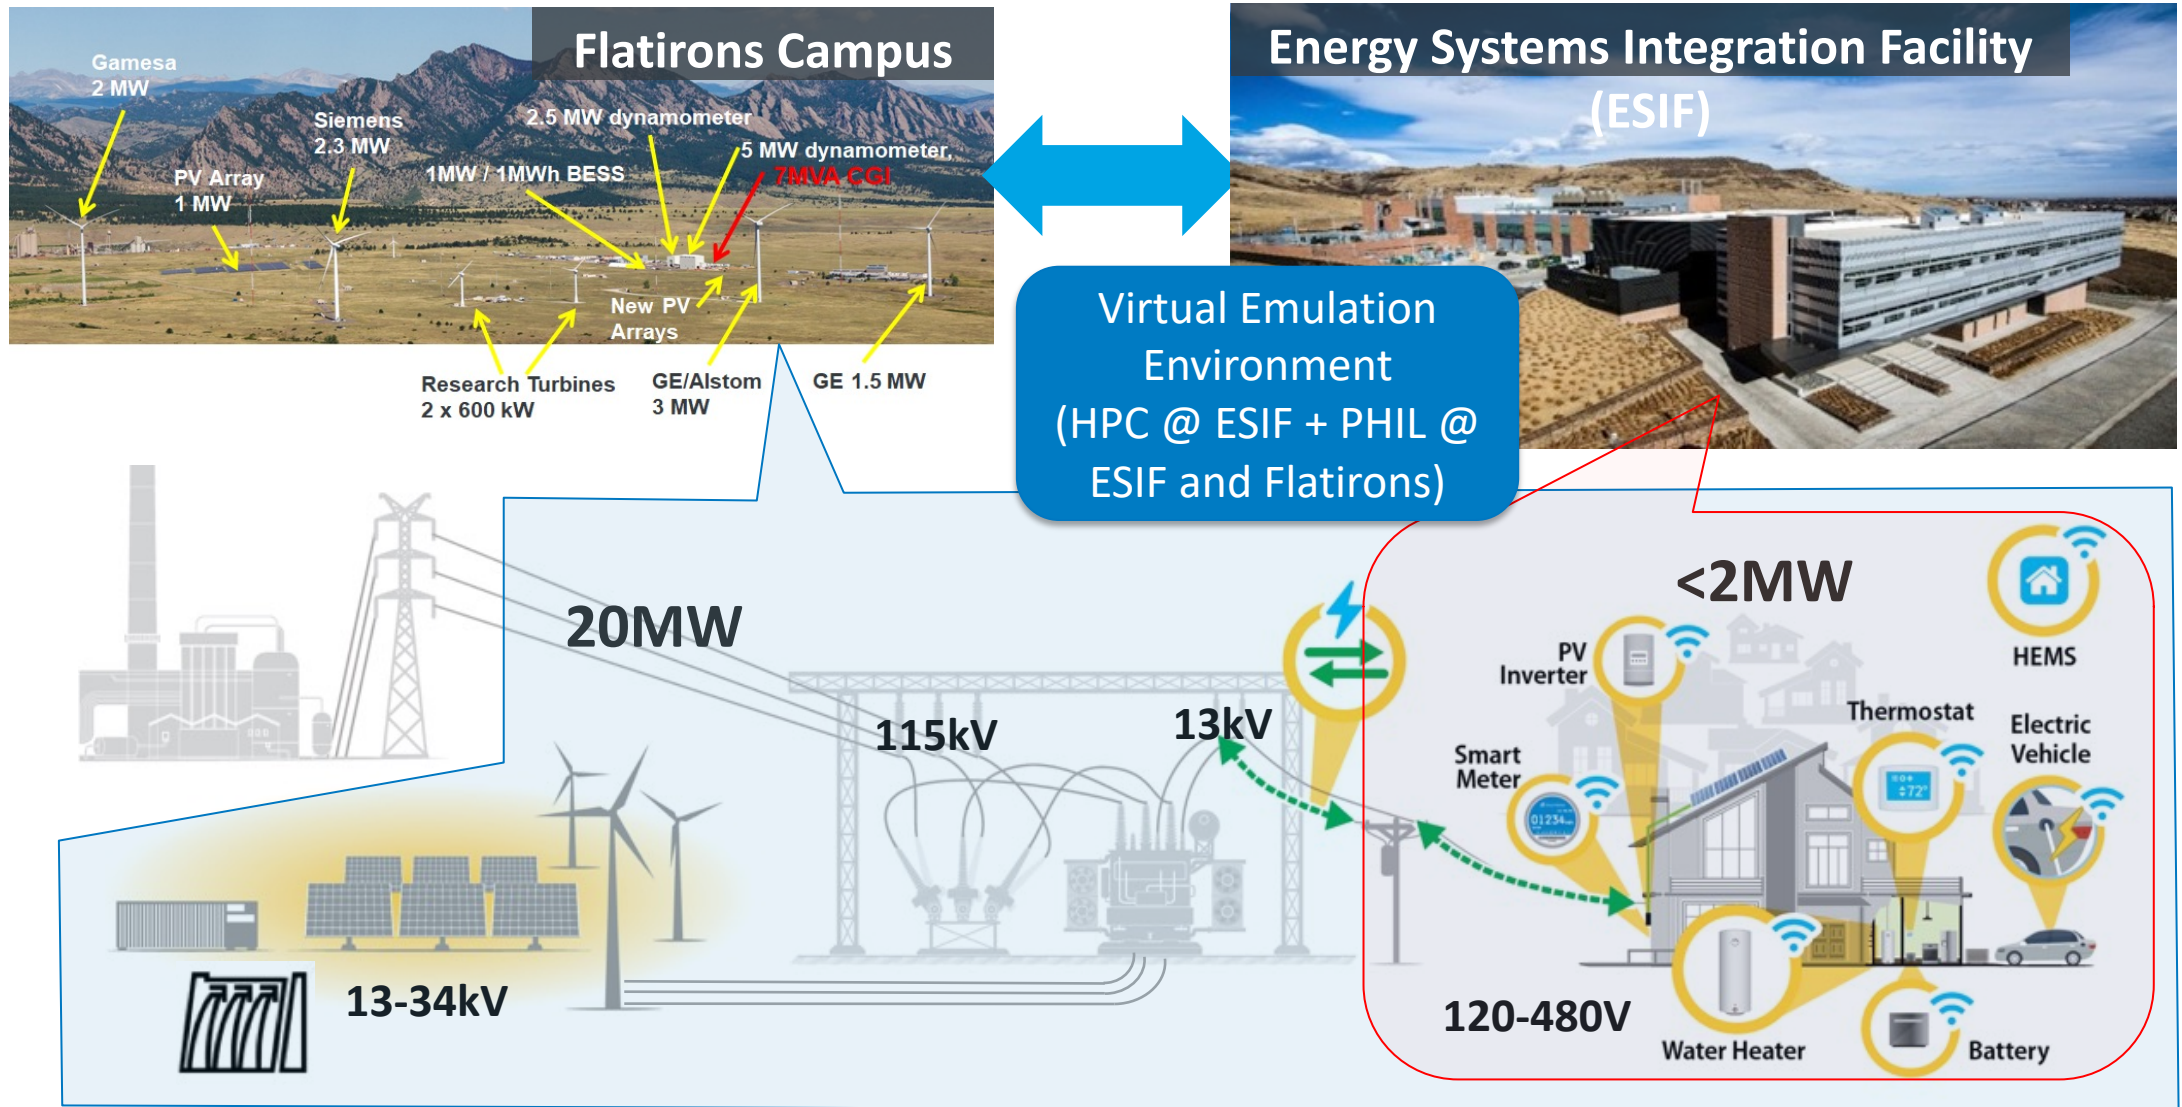 Flatirons Campus
Energy Systems Integration Facility
(ESIF)
Gamesa
2 MW
Siemens
2.3 MW
2.5 MW dynamometer
5 MW dynamometer,
7MVA CGI
PV Array
1 MW
1MW / 1MWh BESS
New PV
Arrays
Research Turbines
2 x 600 kW
GE/Alstom
3 MW
GE 1.5 MW
Virtual Emulation
Environment
(HPC @ ESIF + PHIL @
ESIF and Flatirons)
20MW
<2MW
HEMS
PV
Inverter
Thermostat
Electric
Vehicle
115kV
13kV
Smart
Meter
72°
01234
13-34kV
120-480V
Water Heater
Battery